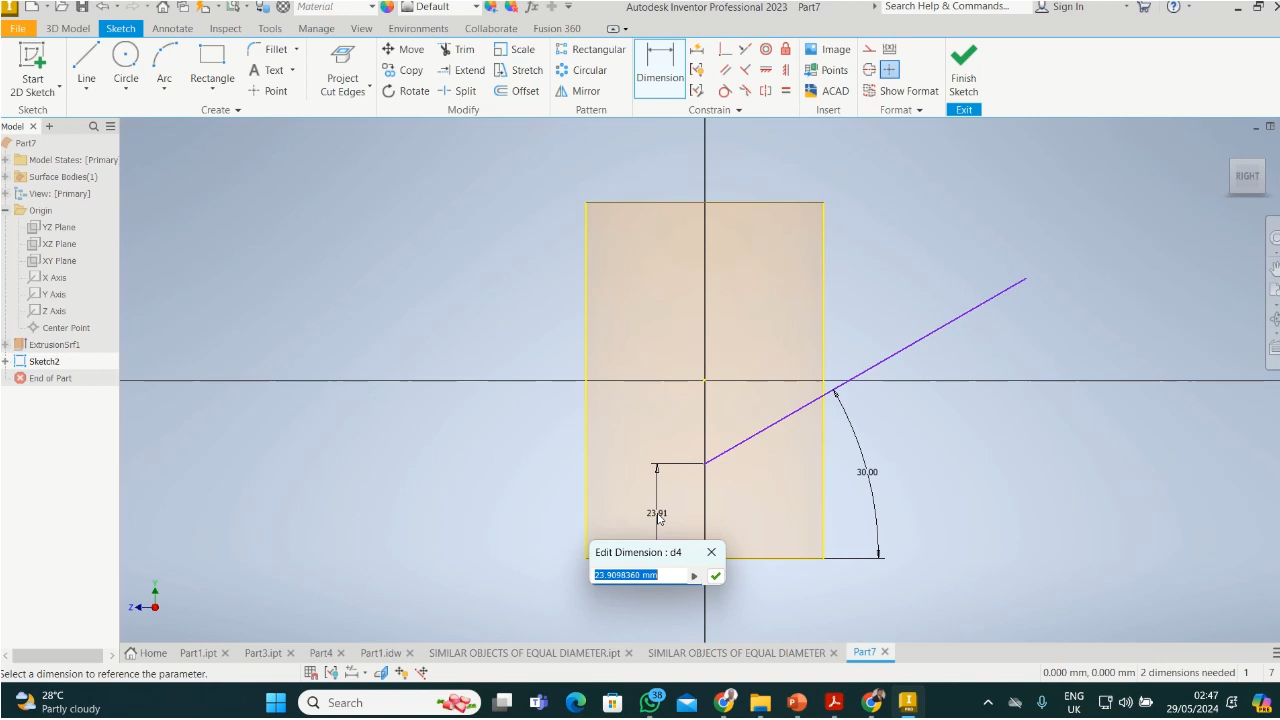 Material
Default
Autodesk Inventor Professional 2023
Part7
Search Help & Commands...
Sign In
File
3D Model
Sketch
Annotate
Inspect
Tools
Manage
View
Environments
Collaborate
Fusion 360
Start
2D Sketch
Line
Circle
Arc
Rectangle
Fillet
Text
Point
Project
Cut Edges
Move
Copy
Rotate
Trim
Extend
Split
Scale
Stretch
Offset
Rectangular
Circular
Mirror
Dimension
Image
Points
ACAD
Show Format
Finish
Sketch
Sketch
Create
Modify
Pattern
Constrain
Insert
Format
Exit
Model
Part7
Model States: [Primary]
Surface Bodies(1)
View: [Primary]
Origin
YZ Plane
XZ Plane
XY Plane
X Axis
Y Axis
Z Axis
Center Point
ExtrusionSrf1
Sketch2
End of Part
RIGHT
30.00
23.91
Edit Dimension : d4
23.9098360 mm
Y
Z
Home
Part1.ipt
Part3.ipt
Part4
Part1.idw
SIMILAR OBJECTS OF EQUAL DIAMETER.ipt
SIMILAR OBJECTS OF EQUAL DIAMETER
Part7
Select a dimension to reference the parameter.
0.000 mm, 0.000 mm
2 dimensions needed
1
7
28°C
Partly cloudy
Search
38
ENG
UK
02:47
29/05/2024